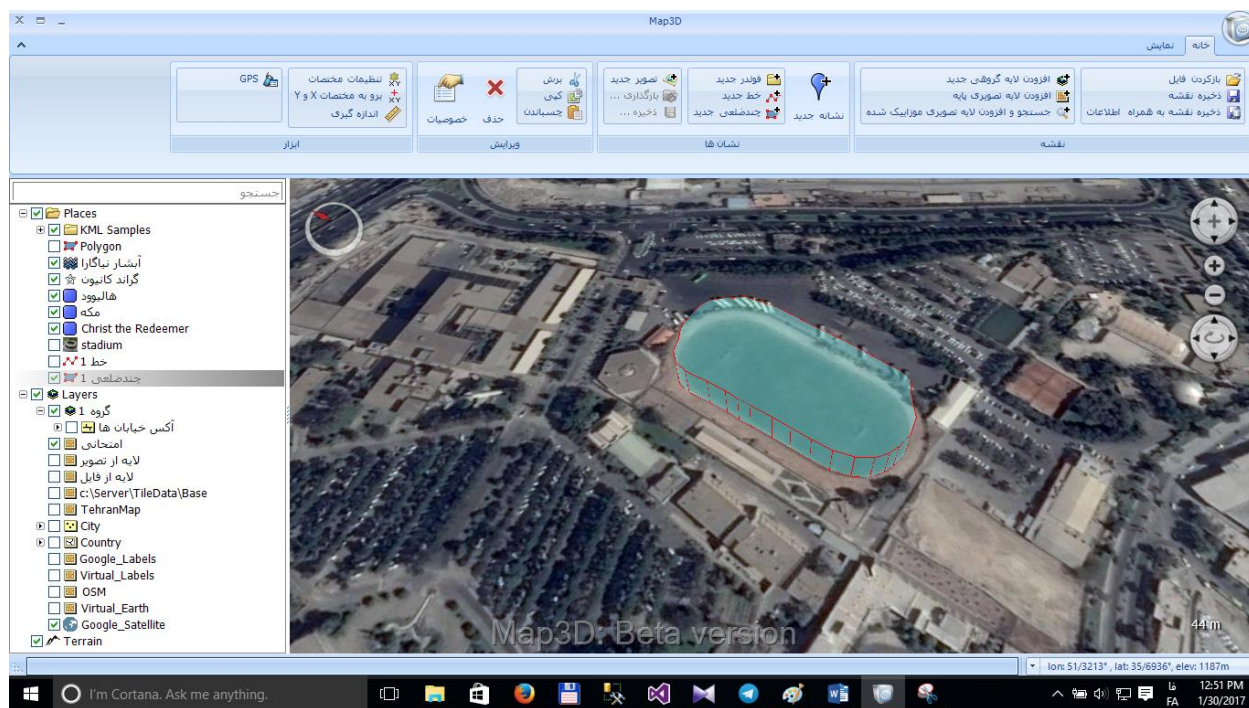 Map3D
خانه
نمایش
بازکردن فایل
ذخیره نقشه
ذخیره نقشه به همراه اطلاعات
افزودن لایه گروهی جدید
افزودن لایه تصویری پایه
جستجو و افزودن لایه تصویری موزاییک شده
نقشه
نشانه جدید
فولدر جدید
خط جدید
چندضلعی جدید
تصویر جدید
بارگذاری ...
ذخیره ...
نشان ها
برش
کپی
چسباندن
حذف
خصوصیات
ویرایش
تنظیمات مختصات
برو به مختصات X و Y
اندازه گیری
GPS
ابزار
جستجو
Places
KML Samples
Polygon
آبشار نیاگارا
گراند کانیون
هالیوود
مکه
Christ the Redeemer
stadium
خط 1
چندضلعی 1
Layers
گروه 1
آکس خیابان ها
امتحانی
لایه از تصویر
لایه از فایل
c:\Server\TileData\Base
TehranMap
City
Country
Google_Labels
Virtual_Labels
OSM
Virtual_Earth
Google_Satellite
Terrain
Map3D: Beta version
44 m
lon: 51/3213° , lat: 35/6936°, elev: 1187m
I'm Cortana. Ask me anything.
فا
FA
12:51 PM
1/30/2017